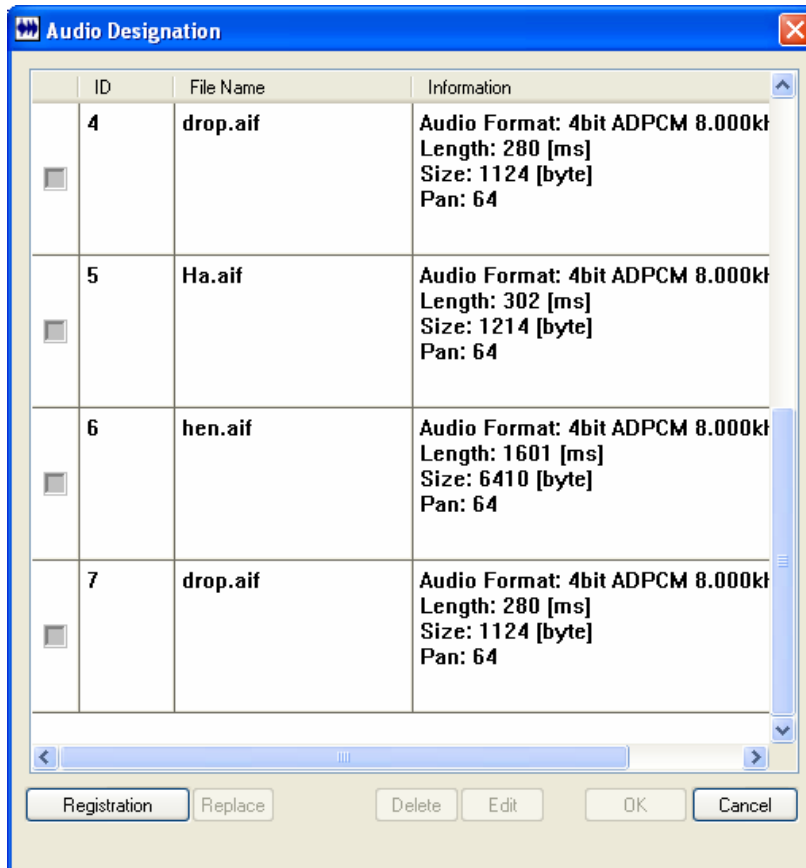 Audio Designation
ID File Name Information
4 drop.aif Audio Format: 4bit ADPCM 8.000kH
Length: 280 [ms]
Size: 1124 [byte]
Pan: 64
5 Ha.aif Audio Format: 4bit ADPCM 8.000kH
Length: 302 [ms]
Size: 1214 [byte]
Pan: 64
6 hen.aif Audio Format: 4bit ADPCM 8.000kH
Length: 1601 [ms]
Size: 6410 [byte]
Pan: 64
7 drop.aif Audio Format: 4bit ADPCM 8.000kH
Length: 280 [ms]
Size: 1124 [byte]
Pan: 64
Registration Replace Delete Edit OK Cancel